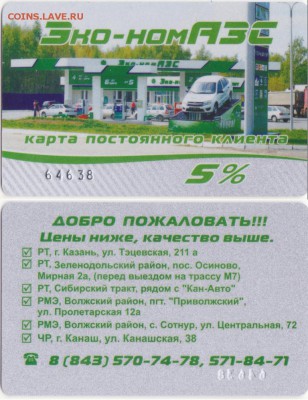 COINS.LAVE.RU
Эко-номАЗС
карта постоянного клиента
64638
5%
ДОБРО ПОЖАЛОВАТЬ!!!
Цены ниже, качество выше.
РТ, г. Казань, ул. Тэцевская, 211 а
РТ, Зеленодольский район, пос. Осиново,
Мирная 2а, (перед выездом на трассу М7)
РТ, Сибирский тракт, рядом с "Кан-Авто"
РМЭ, Волжский район, пгт. "Приволжский",
ул. Пролетарская 12а
РМЭ, Волжский район, с. Сотнур, ул. Центральная, 72
ЧР, г. Канаш, ул. Канашская, 38
8 (843) 570-74-78, 571-84-71